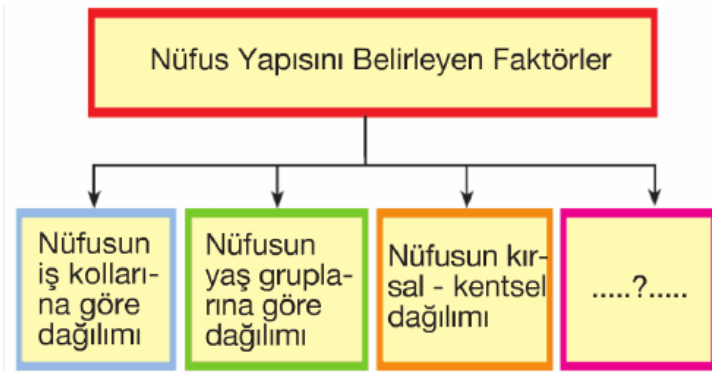 Nüfus Yapısını Belirleyen Faktörler
Nüfusun
iş kolları-
na göre
dağılımı
Nüfusun
yaş grupla-
rına göre
dağılımı
Nüfusun kır-
sal - kentsel
dağılımı
.....?.....